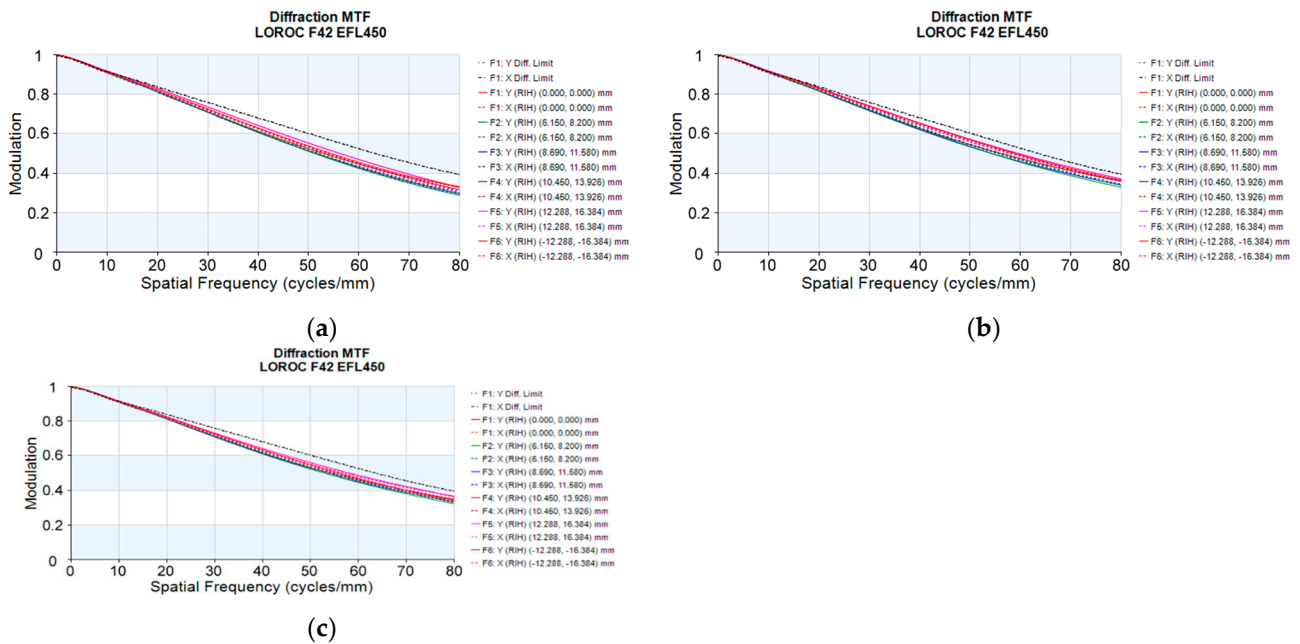 Diffraction MTF
LOROC F42 EFL450
1
0.8
0.6
0.4
0.2
0
Modulation
0 10 20 30 40 50 60 70 80
Spatial Frequency (cycles/mm)
F1: Y Diff. Limit
F1: X Diff. Limit
F1: Y (RIH) (0.000, 0.000) mm
F1: X (RIH) (0.000, 0.000) mm
F2: Y (RIH) (6.150, 8.200) mm
F2: X (RIH) (6.150, 8.200) mm
F3: Y (RIH) (8.690, 11.580) mm
F3: X (RIH) (8.690, 11.580) mm
F4: Y (RIH) (10.450, 13.926) mm
F4: X (RIH) (10.450, 13.926) mm
F5: Y (RIH) (12.288, 16.384) mm
F5: X (RIH) (12.288, 16.384) mm
F6: Y (RIH) (-12.288, -16.384) mm
F6: X (RIH) (-12.288, -16.384) mm
(a)
Diffraction MTF
LOROC F42 EFL450
1
0.8
0.6
0.4
0.2
0
Modulation
0 10 20 30 40 50 60 70 80
Spatial Frequency (cycles/mm)
F1: Y Diff. Limit
F1: X Diff. Limit
F1: Y (RIH) (0.000, 0.000) mm
F1: X (RIH) (0.000, 0.000) mm
F2: Y (RIH) (6.150, 8.200) mm
F2: X (RIH) (6.150, 8.200) mm
F3: Y (RIH) (8.690, 11.580) mm
F3: X (RIH) (8.690, 11.580) mm
F4: Y (RIH) (10.450, 13.926) mm
F4: X (RIH) (10.450, 13.926) mm
F5: Y (RIH) (12.288, 16.384) mm
F5: X (RIH) (12.288, 16.384) mm
F6: Y (RIH) (-12.288, -16.384) mm
F6: X (RIH) (-12.288, -16.384) mm
(b)
Diffraction MTF
LOROC F42 EFL450
1
0.8
0.6
0.4
0.2
0
Modulation
0 10 20 30 40 50 60 70 80
Spatial Frequency (cycles/mm)
F1: Y Diff. Limit
F1: X Diff. Limit
F1: Y (RIH) (0.000, 0.000) mm
F1: X (RIH) (0.000, 0.000) mm
F2: Y (RIH) (6.150, 8.200) mm
F2: X (RIH) (6.150, 8.200) mm
F3: Y (RIH) (8.690, 11.580) mm
F3: X (RIH) (8.690, 11.580) mm
F4: Y (RIH) (10.450, 13.926) mm
F4: X (RIH) (10.450, 13.926) mm
F5: Y (RIH) (12.288, 16.384) mm
F5: X (RIH) (12.288, 16.384) mm
F6: Y (RIH) (-12.288, -16.384) mm
F6: X (RIH) (-12.288, -16.384) mm
(c)